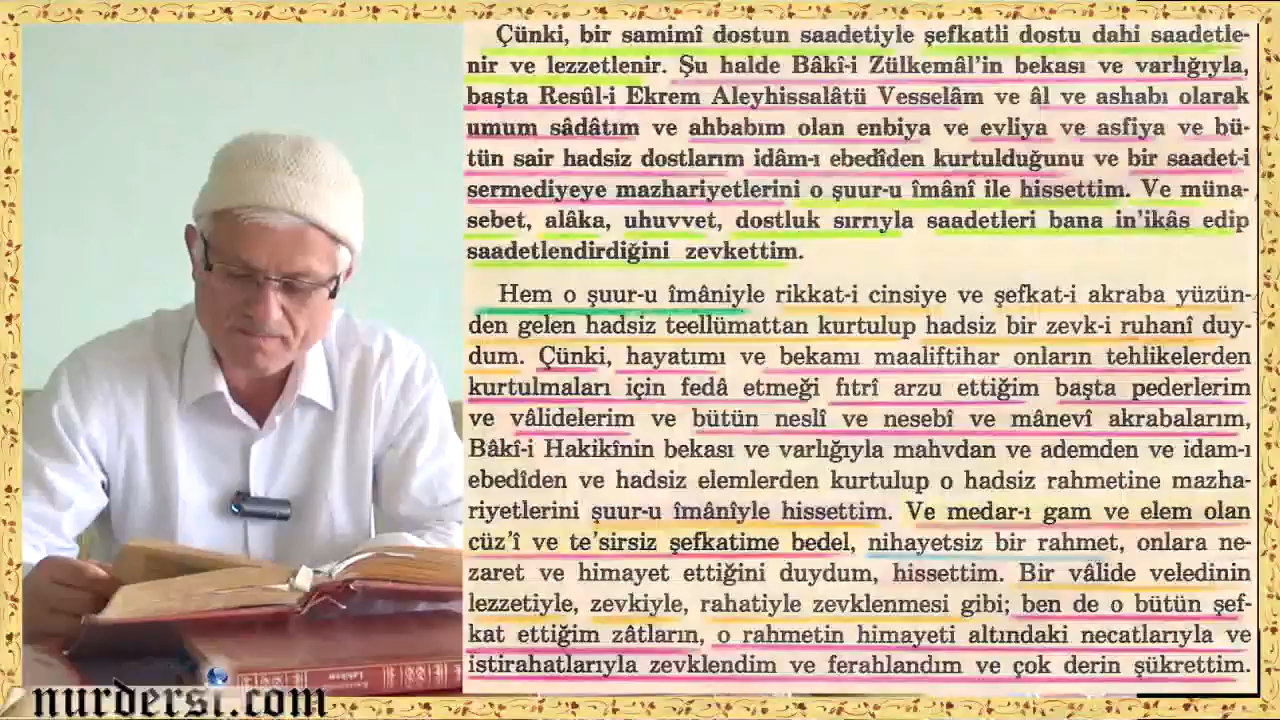 Çünki, bir samimî dostun saadetiyle şefkatli dostu dahi saadetle-
nir ve lezzetlenir. Şu halde Bâkî-i Zülkemâl'in bekası ve varlığıyla,
başta Resûl-i Ekrem Aleyhissalâtü Vesselâm ve âl ve ashabı olarak
umum sâdâtım ve ahbabım olan enbiya ve evliya ve asfiya ve bü-
tün sair hadsiz dostlarım idâm-ı ebedîden kurtulduğunu ve bir saadet-i
sermediyeye mazhariyetlerini o şuur-u îmânî ile hissettim. Ve müna-
sebet, alâka, uhuvvet, dostluk sırrıyla saadetleri bana in'ikâs edip
saadetlendirdiğini zevkettim.
Hem o şuur-u îmâniyle rikkat-i cinsiye ve şefkat-i akraba yüzün-
den gelen hadsiz teellümattan kurtulup hadsiz bir zevk-i ruhanî duy-
dum. Çünki, hayatımı ve bekamı maaliftihar onların tehlikelerden
kurtulmaları için fedâ etmeği fıtrî arzu ettiğim başta pederlerim
ve vâlidelerim ve bütün neslî ve nesebî ve mânevî akrabalarım,
Bâkî-i Hakikînin bekası ve varlığıyla mahvdan ve ademden ve idam-ı
ebedîden ve hadsiz elemlerden kurtulup o hadsiz rahmetine mazha-
riyetlerini şuur-u îmânîyle hissettim. Ve medar-ı gam ve elem olan
cüz'î ve te'sirsiz şefkatime bedel, nihayetsiz bir rahmet, onlara ne-
zaret ve himayet ettiğini duydum, hissettim. Bir vâlide veledinin
lezzetiyle, zevkiyle, rahatiyle zevklenmesi gibi; ben de o bütün şef-
kat ettiğim zâtların, o rahmetin himayeti altındaki necatlarıyla ve
istirahatlarıyla zevklendim ve ferahlandım ve çok derin şükrettim.
nurdersi.com